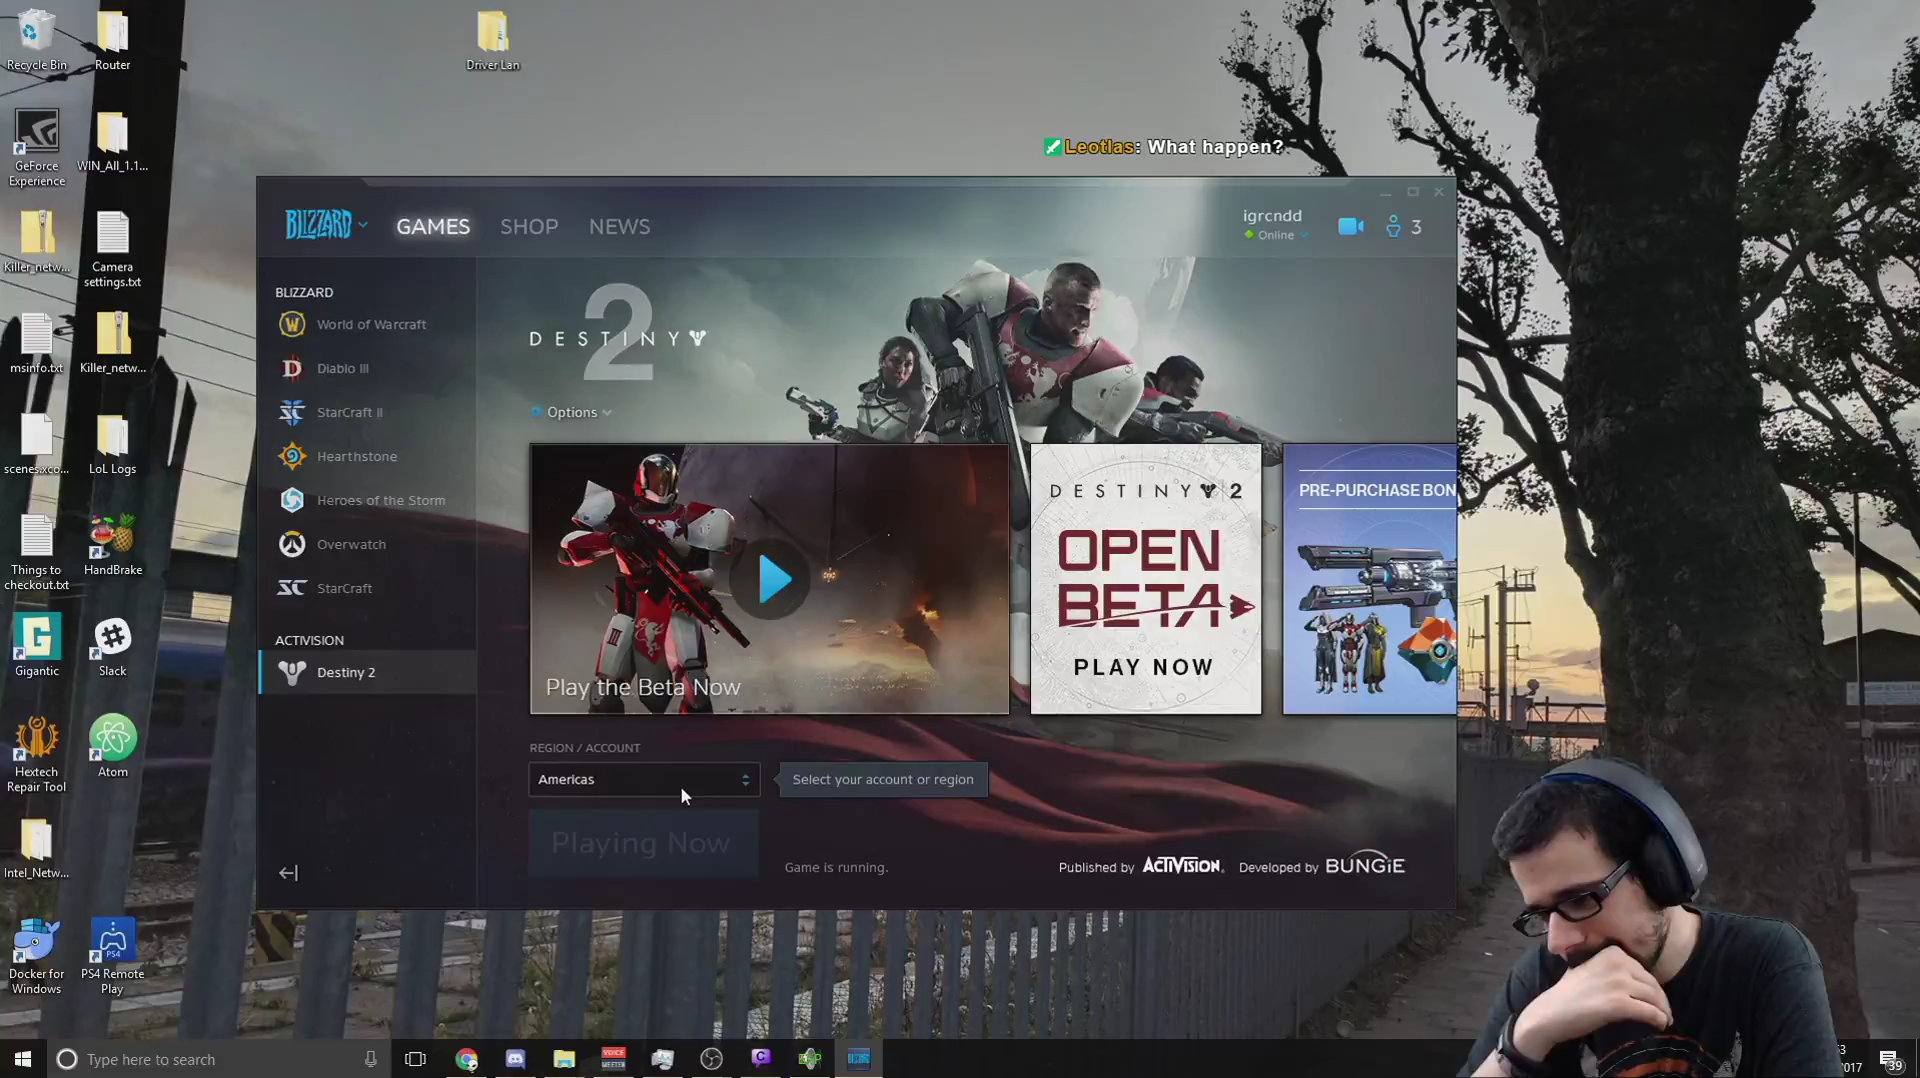 Recycle Bin
Router
Driver Lan
GeForce
Experience
WIN_All_1.1...
Killer_netw...
Camera
settings.txt
msinfo.txt
Killer_netw...
scenes.xco...
LoL Logs
Things to
checkout.txt
HandBrake
Gigantic
Slack
Hextech
Repair Tool
Atom
Intel_Netw...
Docker for
Windows
PS4
PS4 Remote
Play
Leotlas: What happen?
BLIZZARD
GAMES
SHOP
NEWS
igrcndd
Online
3
BLIZZARD
World of Warcraft
Diablo III
StarCraft II
Hearthstone
Heroes of the Storm
Overwatch
StarCraft
ACTIVISION
Destiny 2
DESTINY
2
Options
Play the Beta Now
DESTINY 2
OPEN
BETA
PLAY NOW
PRE-PURCHASE BON
REGION / ACCOUNT
Americas
Select your account or region
Playing Now
Game is running.
Published by ACTIVISION. Developed by BUNGIE
Type here to search
VOICE
MEETER
BLIZZARD
39